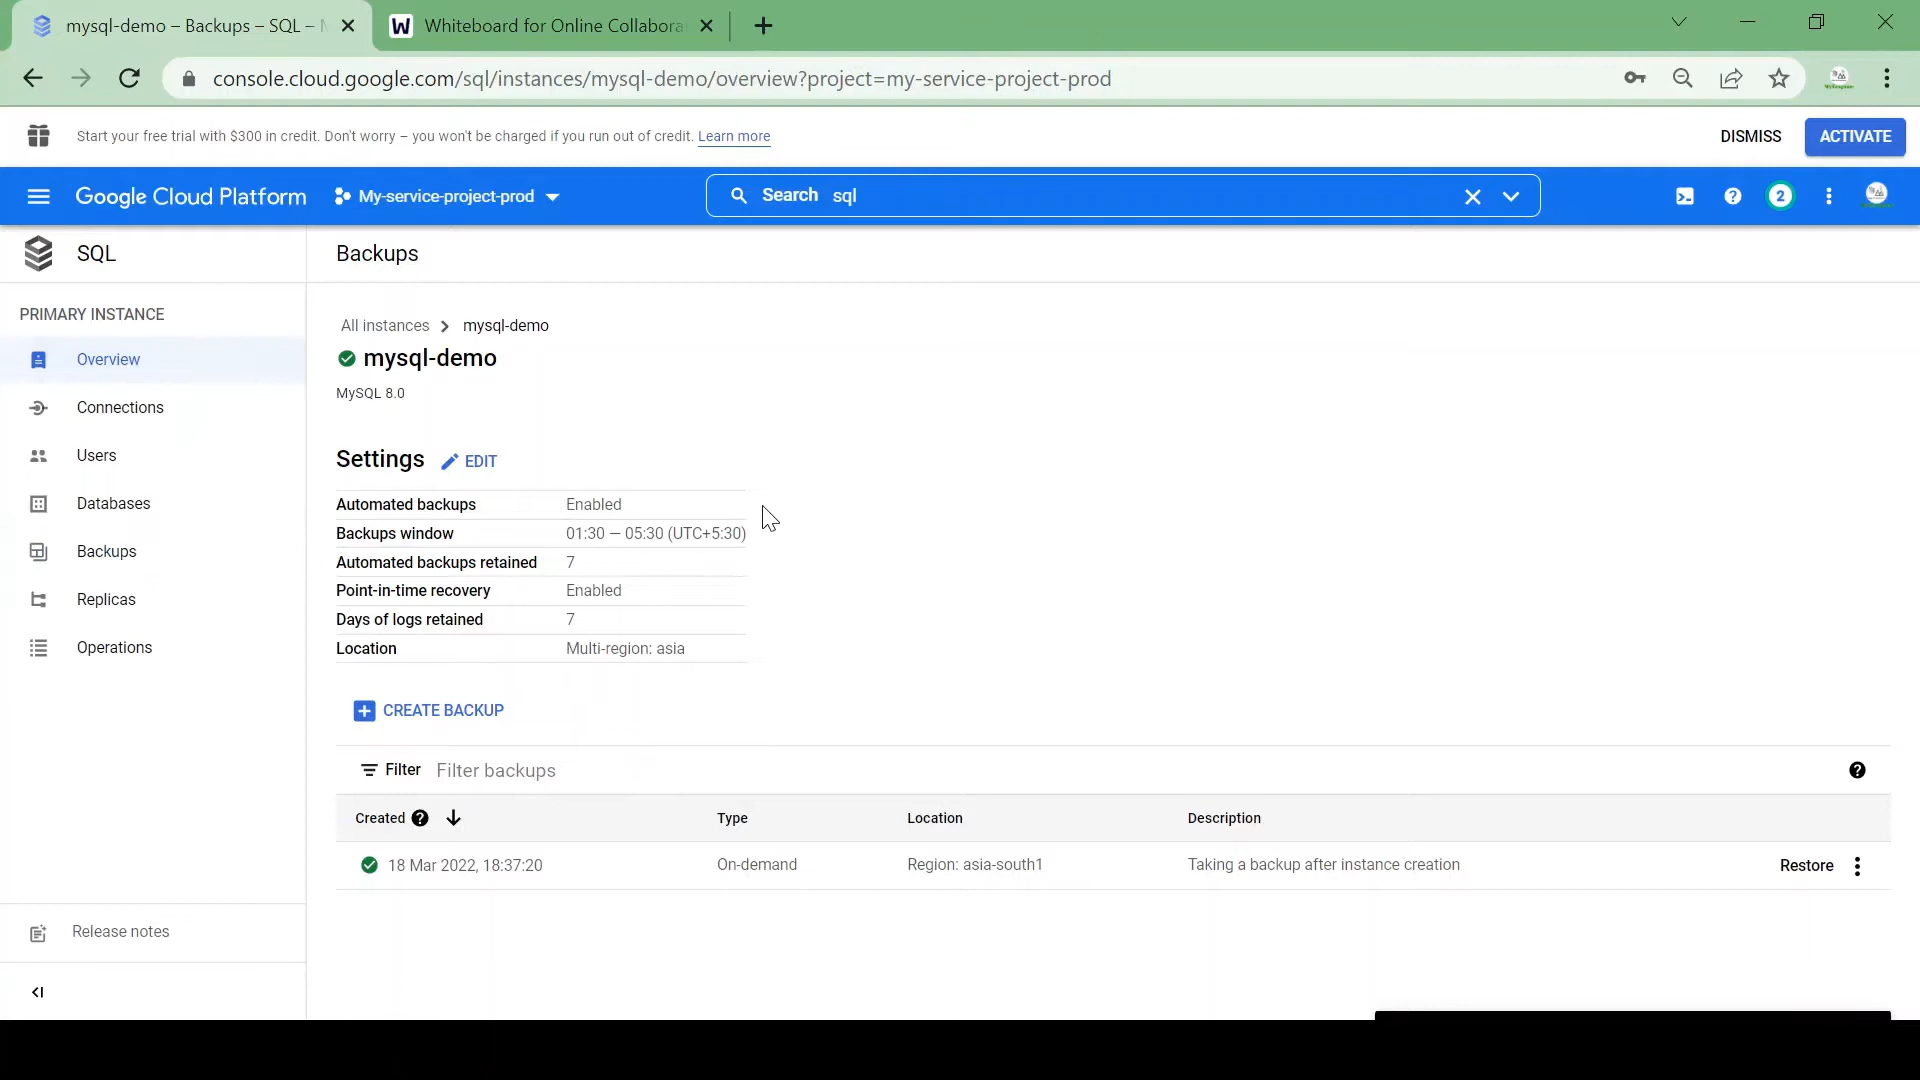 mysql-demo – Backups – SQL –
Whiteboard for Online Collabora
console.cloud.google.com/sql/instances/mysql-demo/overview?project=my-service-project-prod
Start your free trial with $300 in credit. Don't worry – you won't be charged if you run out of credit. Learn more
DISMISS
ACTIVATE
Google Cloud Platform
My-service-project-prod
Search sql
2
SQL
Backups
PRIMARY INSTANCE
Overview
Connections
Users
Databases
Backups
Replicas
Operations
Release notes
All instances
mysql-demo
mysql-demo
MySQL 8.0
Settings
EDIT
Automated backups Enabled
Backups window 01:30 — 05:30 (UTC+5:30)
Automated backups retained 7
Point-in-time recovery Enabled
Days of logs retained 7
Location Multi-region: asia
CREATE BACKUP
Filter Filter backups
Created Type Location Description
18 Mar 2022, 18:37:20 On-demand Region: asia-south1 Taking a backup after instance creation Restore